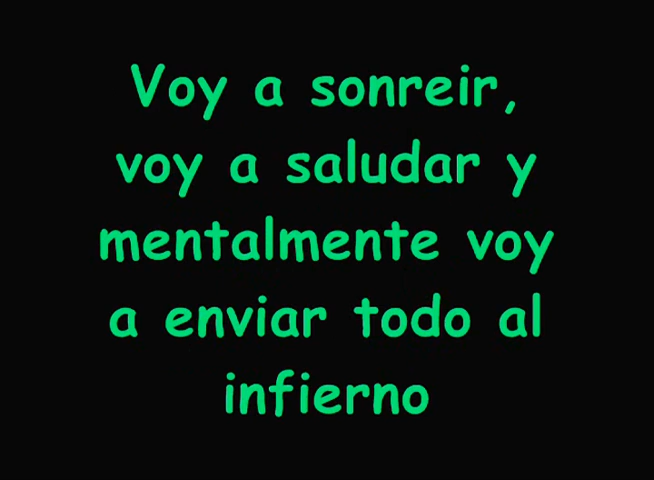 Voy a sonreir,
voy a saludar y
mentalmente voy
a enviar todo al
infierno